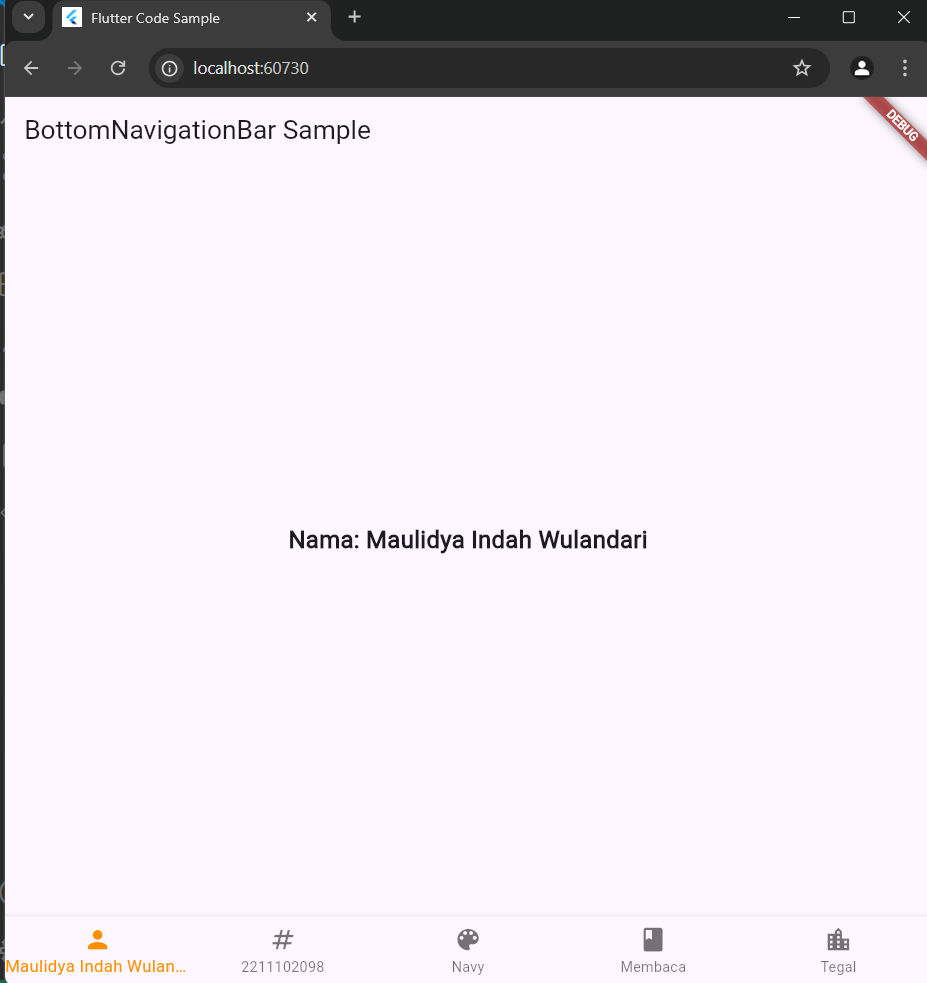 Flutter Code Sample
localhost:60730
BottomNavigationBar Sample
DEBUG
Nama: Maulidya Indah Wulandari
Maulidya Indah Wulan...
2211102098
Navy
Membaca
Tegal